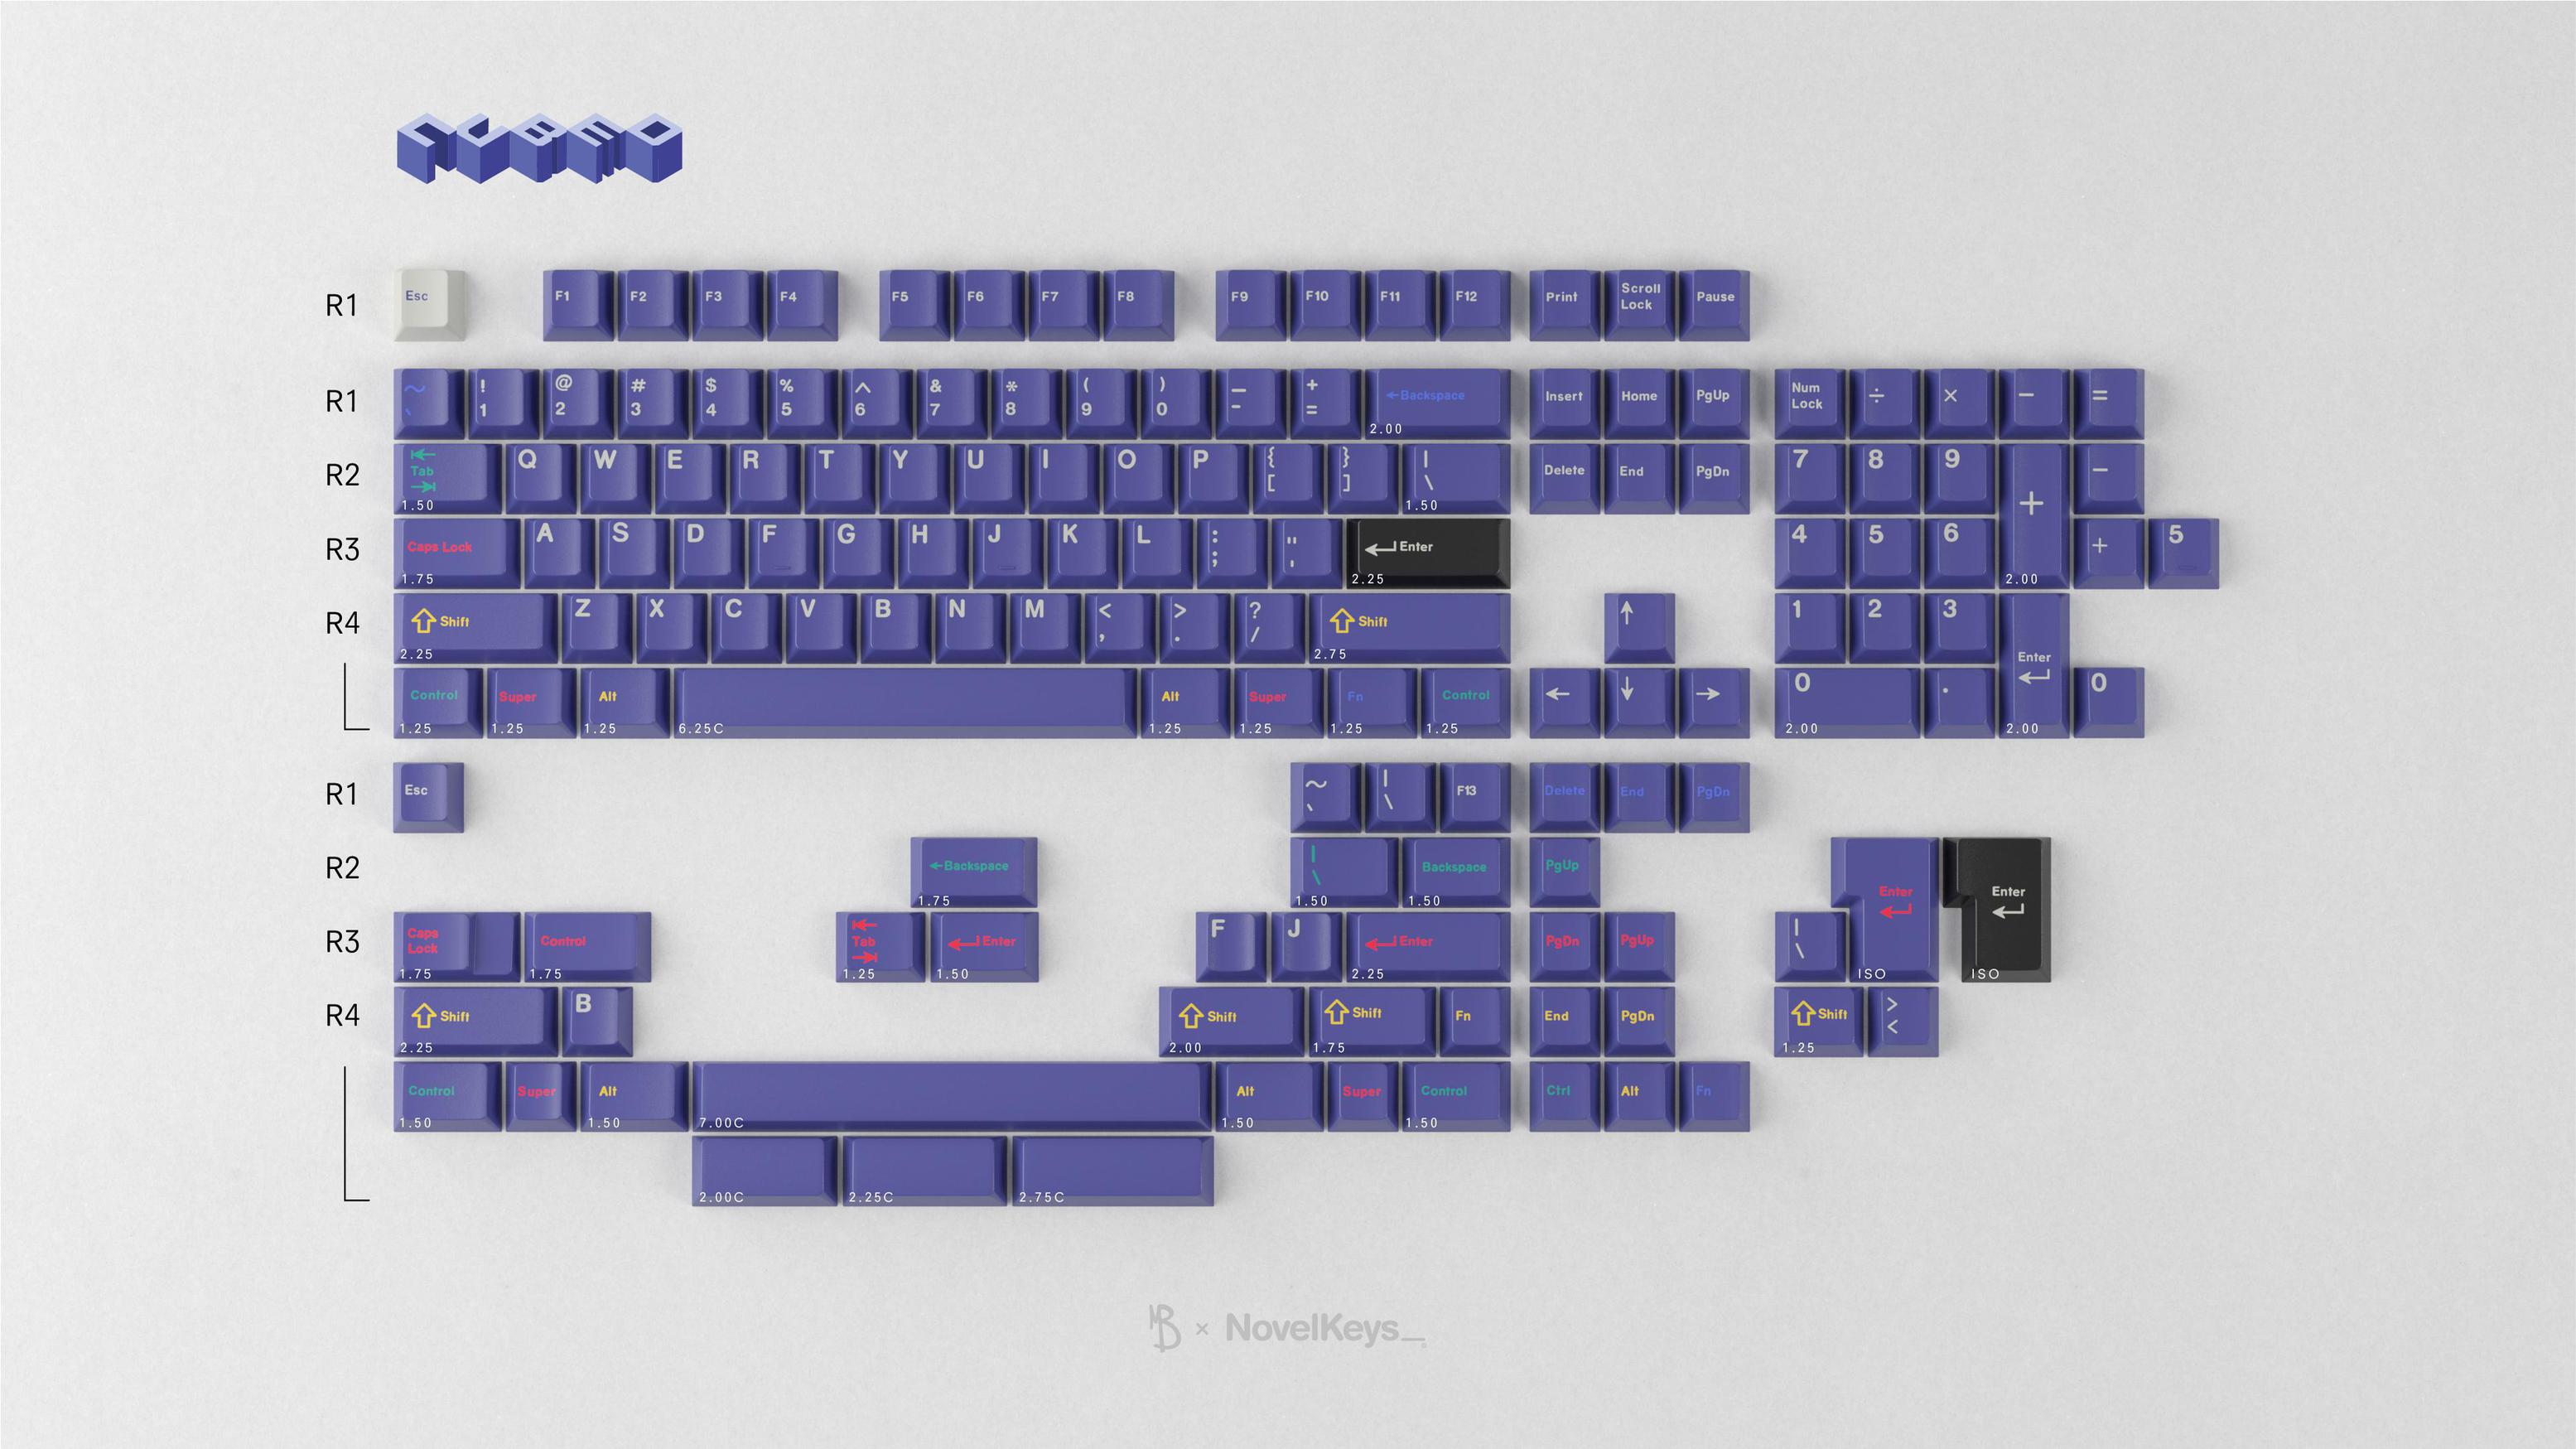 CUBMO
R1 Esc F1 F2 F3 F4 F5 F6 F7 F8 F9 F10 F11 F12 Print Scroll Lock Pause
R1 ~ ` ! 1 @ 2 # 3 $ 4 % 5 ^ 6 & 7 * 8 ( 9 ) 0 _ - + = ←Backspace 2.00 Insert Home PgUp Num Lock ÷ × − =
R2 Tab 1.50 Q W E R T Y U I O P { [ } ] | \ 1.50 Delete End PgDn 7 8 9 + 2.00 −
R3 Caps Lock 1.75 A S D F G H J K L : ; " ' Enter 2.25 4 5 6 + 5
R4 Shift 2.25 Z X C V B N M < , > . ? / Shift 2.75 ↑ 1 2 3 Enter 2.00
Control 1.25 Super 1.25 Alt 1.25 6.25C Alt 1.25 Super 1.25 Fn 1.25 Control 1.25 ← ↓ → 0 2.00 . 0
R1 Esc ~ ` | \ F13 Delete End PgDn
R2 ←Backspace 1.75 | \ 1.50 Backspace 1.50 PgUp Enter ISO Enter ISO
R3 Caps Lock 1.75 Control 1.75 Tab 1.25 Enter 1.50 F J Enter 2.25 PgDn PgUp | \
R4 Shift 2.25 B Shift 2.00 Shift 1.75 Fn End PgDn Shift 1.25 > <
Control 1.50 Super Alt 1.50 7.00C Alt 1.50 Super Control 1.50 Ctrl Alt Fn
2.00C 2.25C 2.75C
MB × NovelKeys_